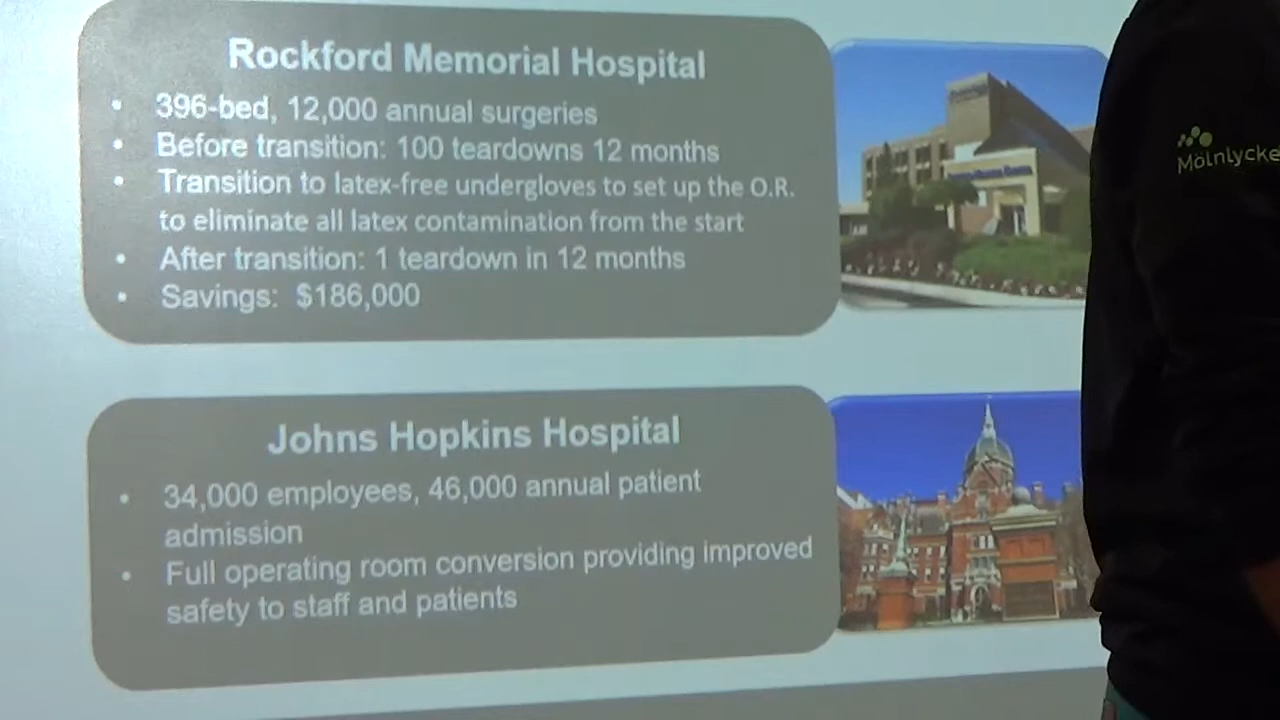 Rockford Memorial Hospital
• 396-bed, 12,000 annual surgeries
• Before transition: 100 teardowns 12 months
• Transition to latex-free undergloves to set up the O.R.
to eliminate all latex contamination from the start
• After transition: 1 teardown in 12 months
• Savings: $186,000
Mölnlycke
Johns Hopkins Hospital
• 34,000 employees, 46,000 annual patient
admission
• Full operating room conversion providing improved
safety to staff and patients